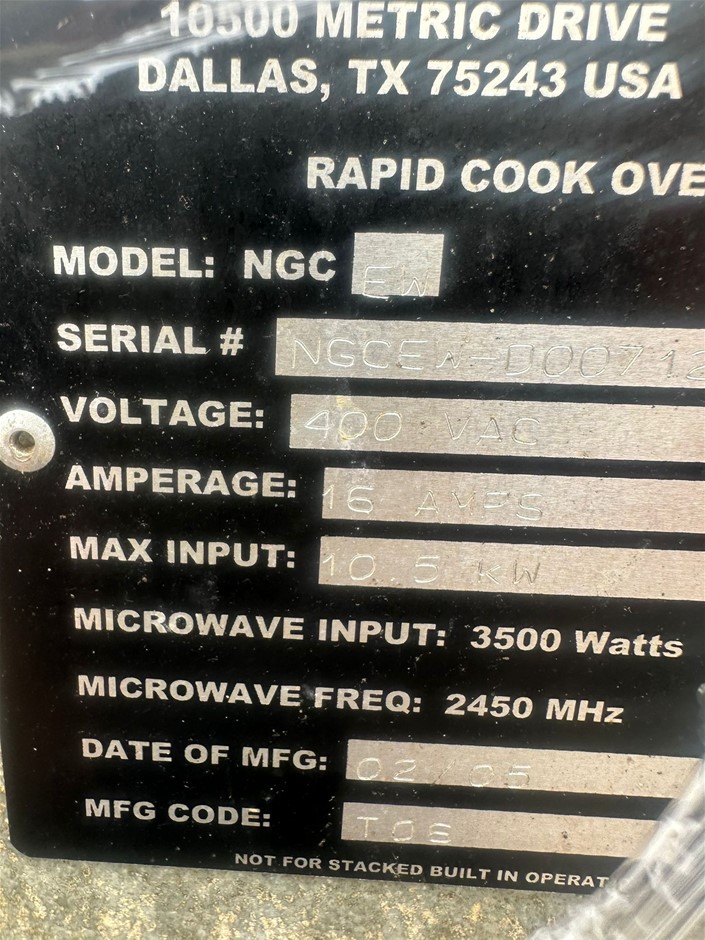 10500 METRIC DRIVE
DALLAS, TX 75243 USA
RAPID COOK OVE
MODEL: NGC EW
SERIAL # NGCEW-D00712
VOLTAGE: 400 VAC
AMPERAGE: 16 AMPS
MAX INPUT: 10.5 KW
MICROWAVE INPUT: 3500 Watts
MICROWAVE FREQ: 2450 MHz
DATE OF MFG: 02/05
MFG CODE: T06
NOT FOR STACKED BUILT IN OPERAT